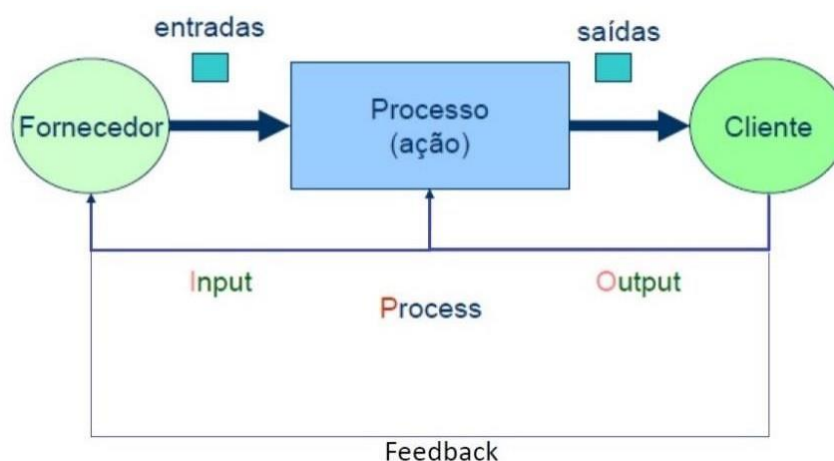 entradas
saídas
Fornecedor
Processo
(ação)
Cliente
Input
Output
Process
Feedback